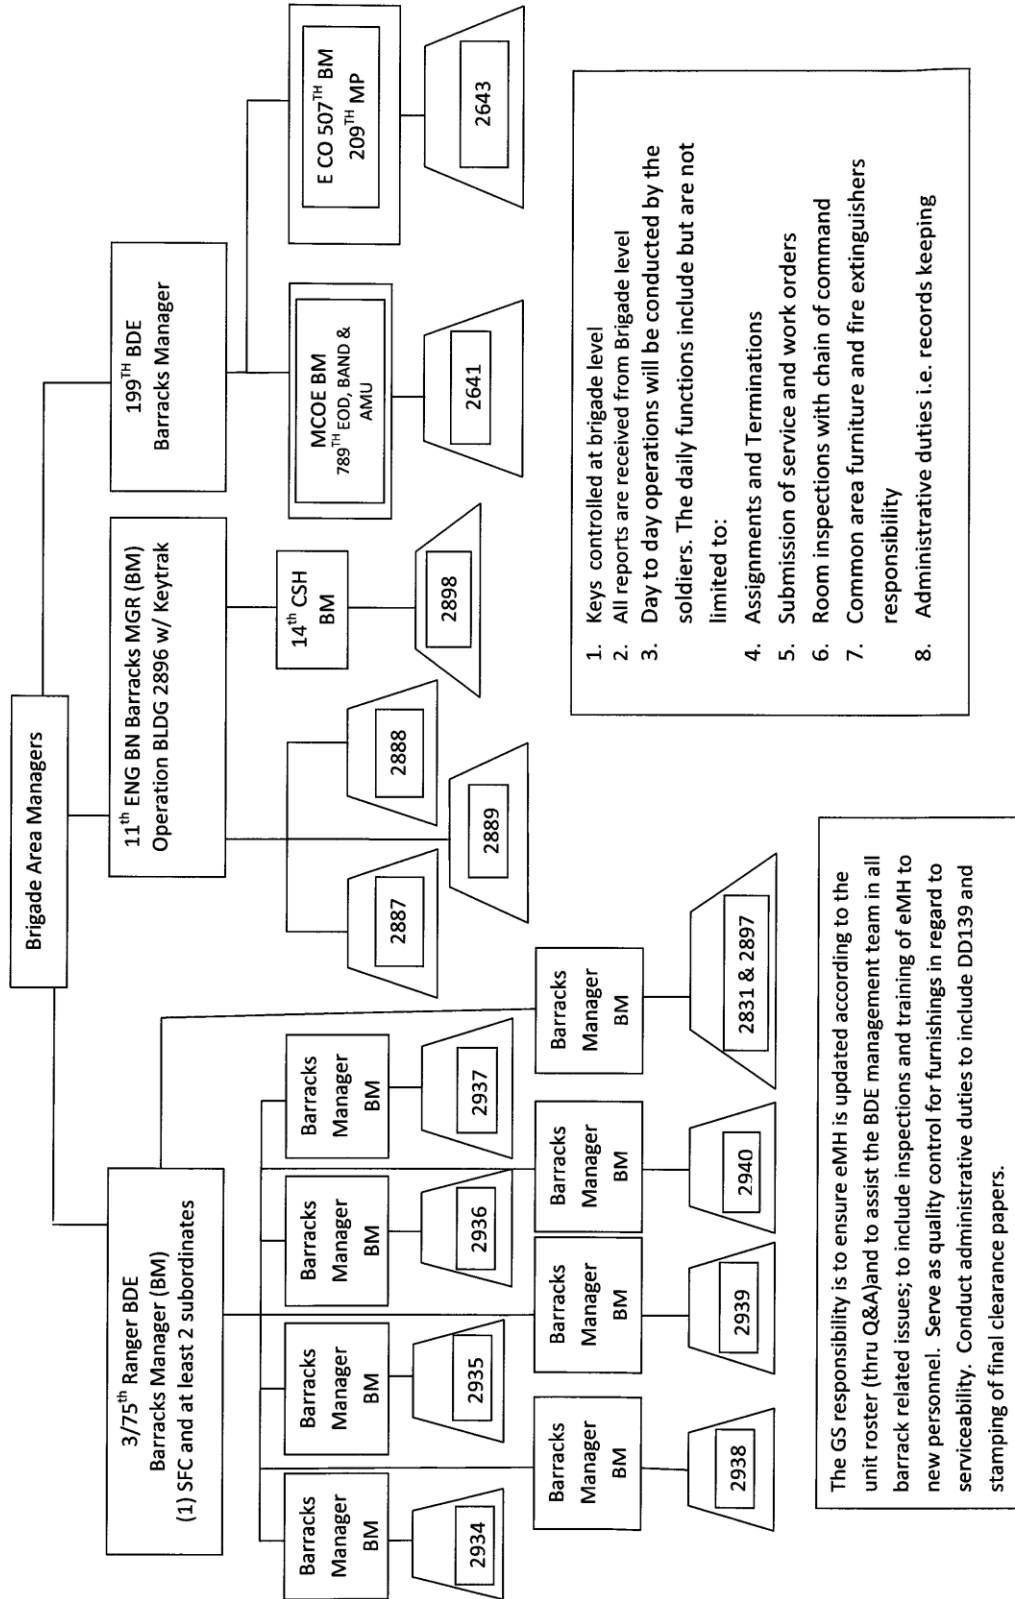 Brigade Area Managers
3/75th Ranger BDE
Barracks Manager (BM)
(1) SFC and at least 2 subordinates
11th ENG BN Barracks MGR (BM)
Operation BLDG 2896 w/ Keytrak
199TH BDE
Barracks Manager
Barracks
Manager
BM
2934
Barracks
Manager
BM
2935
Barracks
Manager
BM
2936
Barracks
Manager
BM
2937
Barracks
Manager
BM
2938
Barracks
Manager
BM
2939
Barracks
Manager
BM
2940
Barracks
Manager
BM
2831 & 2897
2887
2888
2889
14th CSH
BM
2898
MCOE BM
789TH EOD, BAND &
AMU
2641
E CO 507TH BM
209TH MP
2643
The GS responsibility is to ensure eMH is updated according to the
unit roster (thru Q&A)and to assist the BDE management team in all
barrack related issues; to include inspections and training of eMH to
new personnel. Serve as quality control for furnishings in regard to
serviceability. Conduct administrative duties to include DD139 and
stamping of final clearance papers.
1. Keys controlled at brigade level
2. All reports are received from Brigade level
3. Day to day operations will be conducted by the
soldiers. The daily functions include but are not
limited to:
4. Assignments and Terminations
5. Submission of service and work orders
6. Room inspections with chain of command
7. Common area furniture and fire extinguishers
responsibility
8. Administrative duties i.e. records keeping